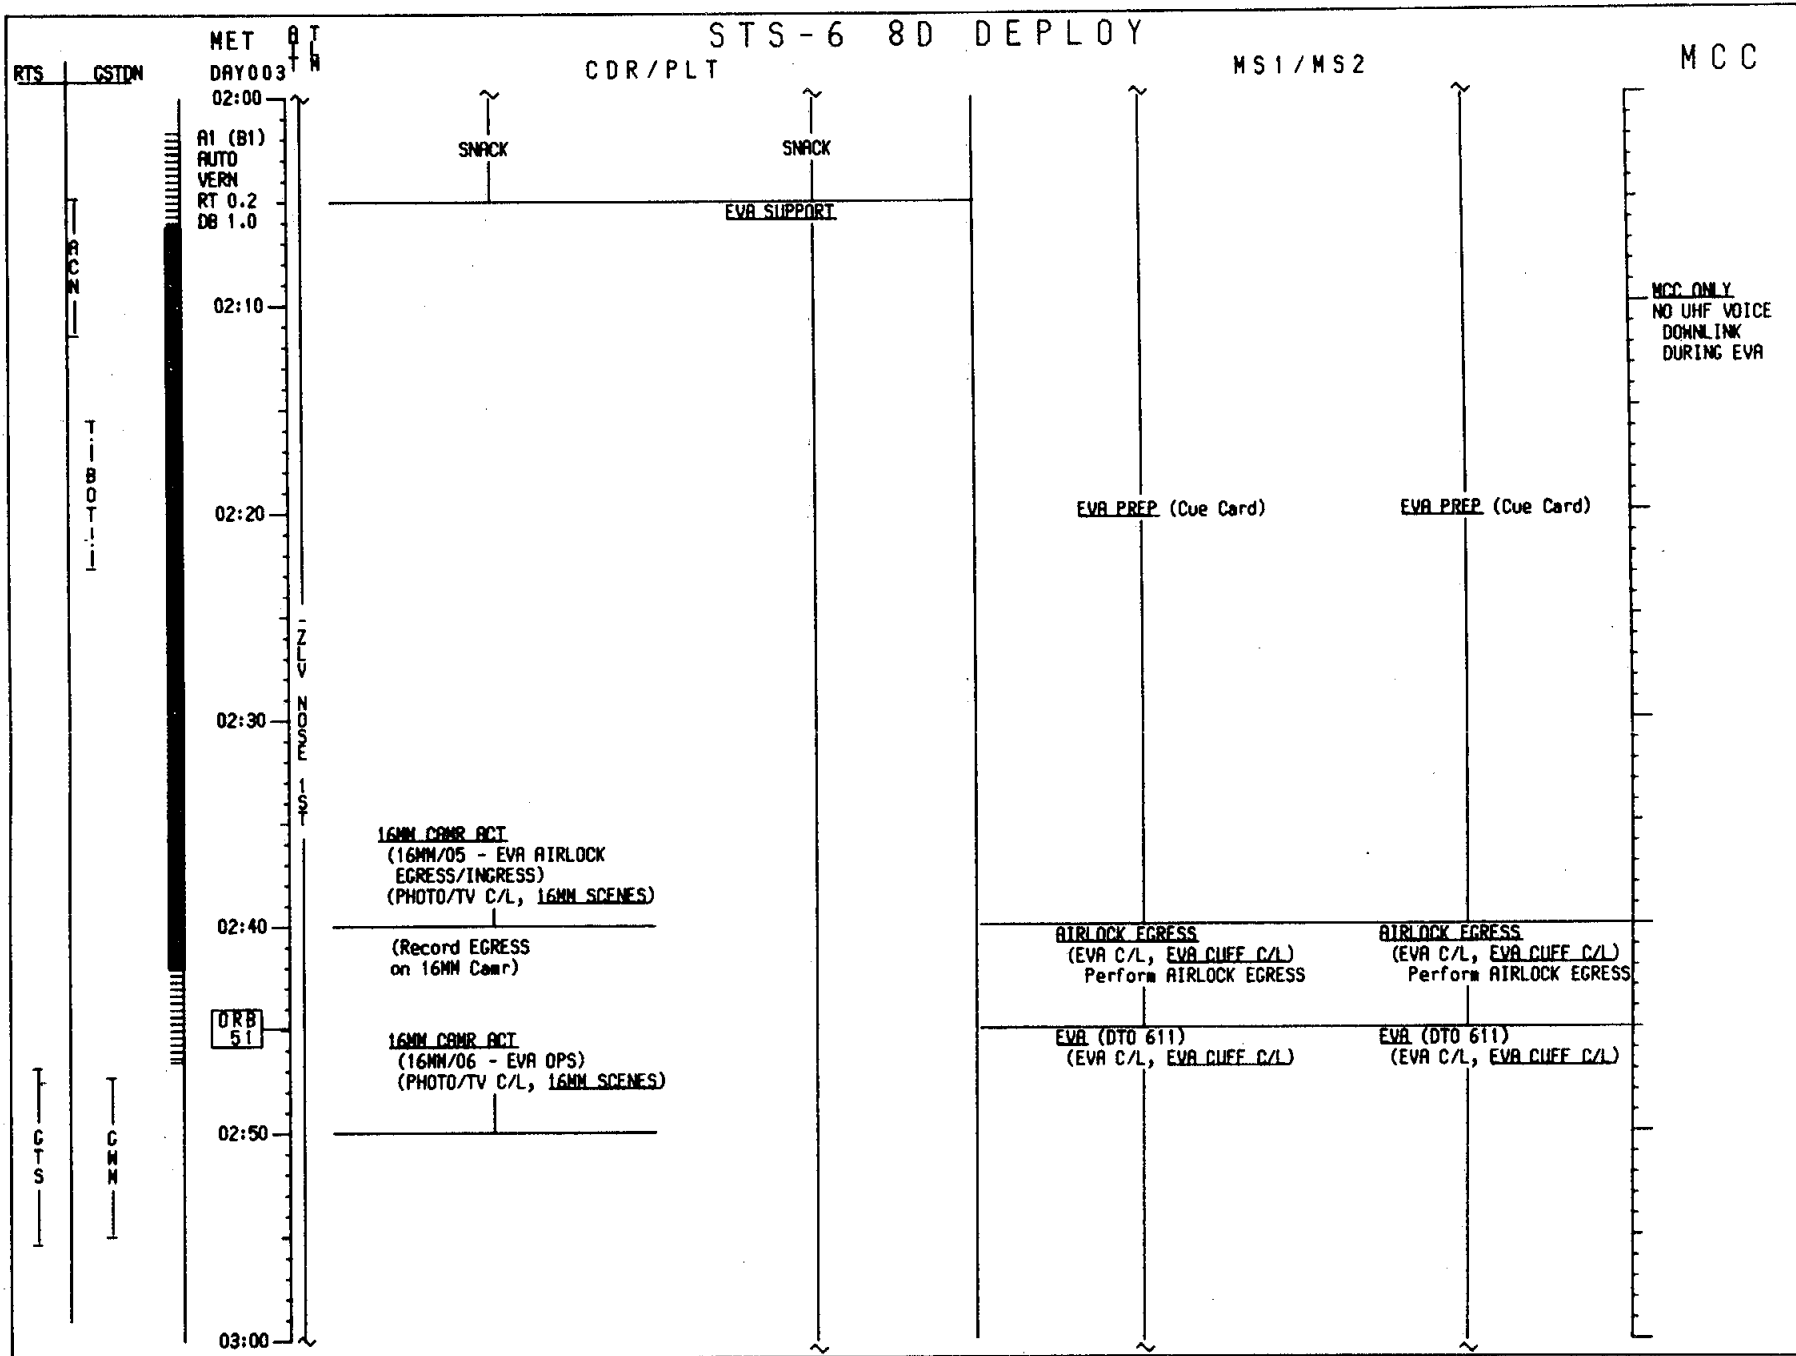 STS-6 8D DEPLOY
MET
ATT
TLN
DAY003
RTS
GSTDN
CDR/PLT
MS1/MS2
MCC
02:00
A1 (B1)
AUTO
VERN
RT 0.2
DB 1.0
SNACK
SNACK
EVA SUPPORT
ACN
02:10
MCC ONLY
NO UHF VOICE
DOWNLINK
DURING EVA
BOT
02:20
EVA PREP (Cue Card)
EVA PREP (Cue Card)
-ZLV NOSE 1ST
02:30
16MM CAMR ACT
(16MM/05 - EVA AIRLOCK
EGRESS/INGRESS)
(PHOTO/TV C/L, 16MM SCENES)
02:40
(Record EGRESS
on 16MM Camr)
AIRLOCK EGRESS
(EVA C/L, EVA CUFF C/L)
Perform AIRLOCK EGRESS
AIRLOCK EGRESS
(EVA C/L, EVA CUFF C/L)
Perform AIRLOCK EGRESS
ORB
51
16MM CAMR ACT
(16MM/06 - EVA OPS)
(PHOTO/TV C/L, 16MM SCENES)
EVA (DTO 611)
(EVA C/L, EVA CUFF C/L)
EVA (DTO 611)
(EVA C/L, EVA CUFF C/L)
GTS
GWM
02:50
03:00